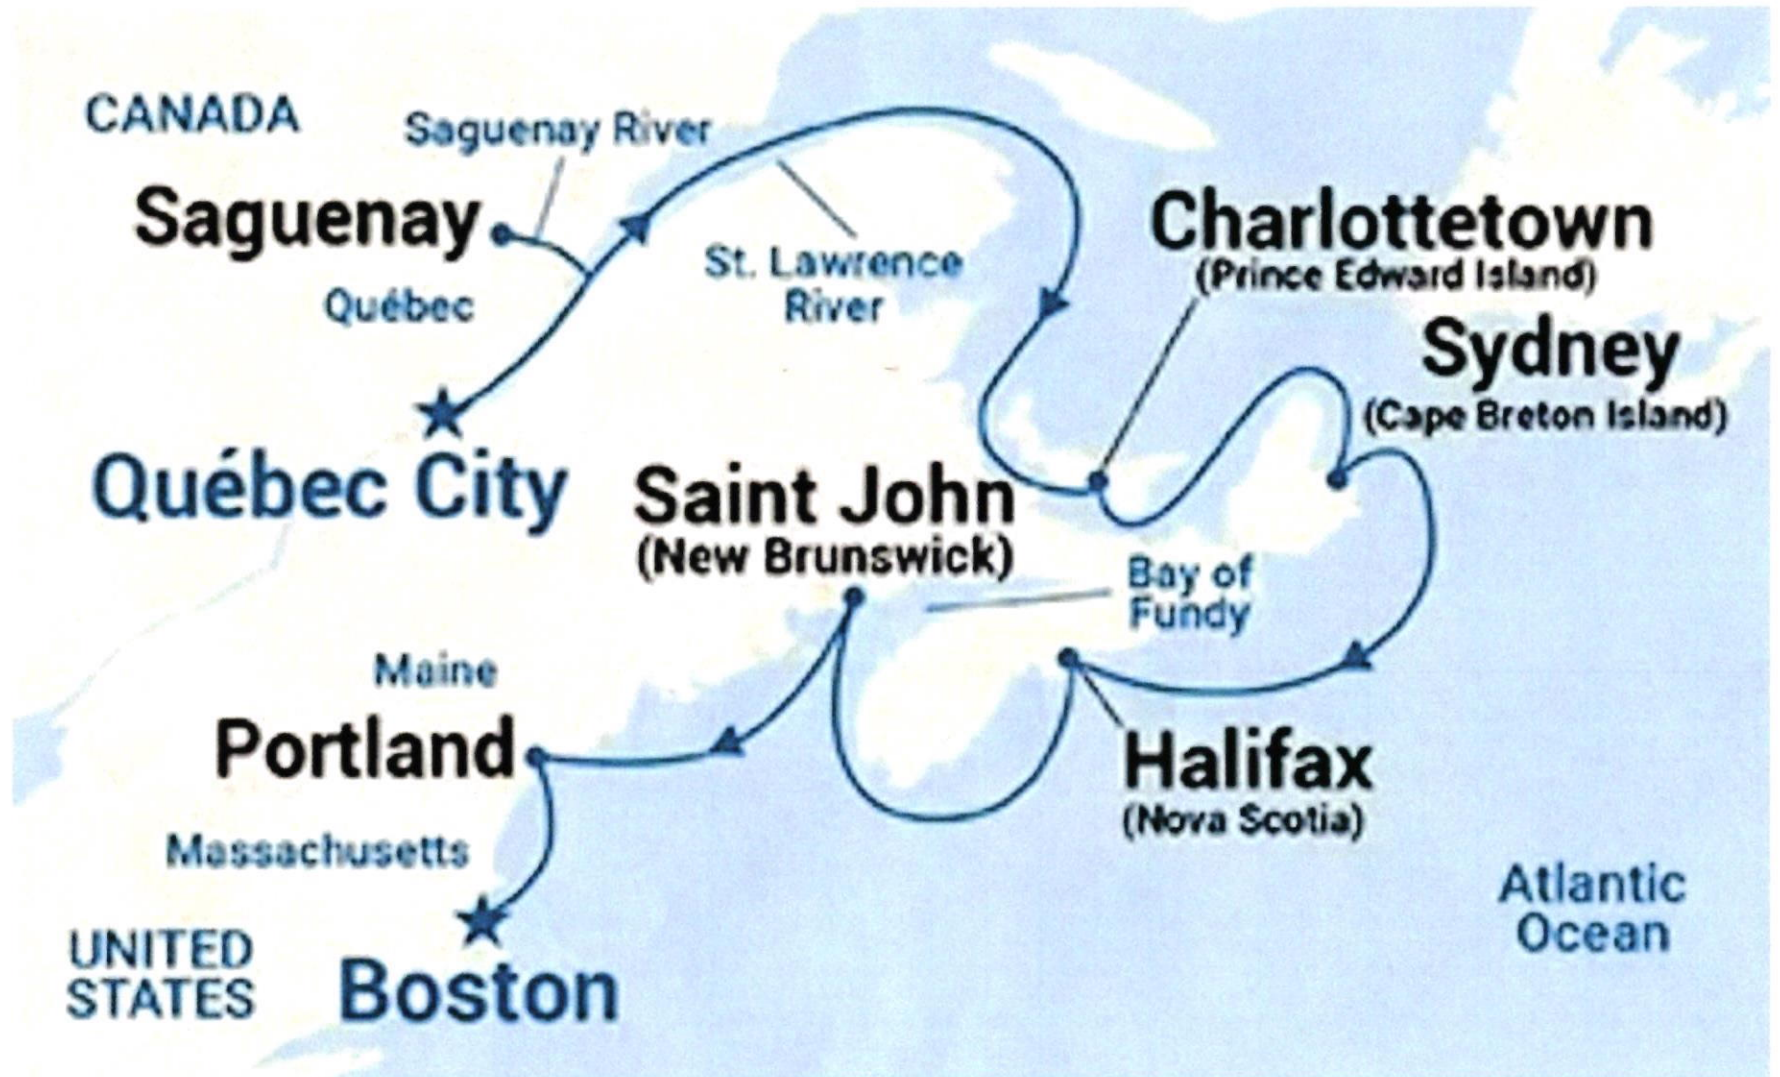 CANADA
Saguenay River
Saguenay
Québec
St. Lawrence
River
Charlottetown
(Prince Edward Island)
Sydney
(Cape Breton Island)
Québec City
Saint John
(New Brunswick)
Bay of
Fundy
Maine
Portland
Halifax
(Nova Scotia)
Massachusetts
Atlantic
Ocean
UNITED
STATES
Boston